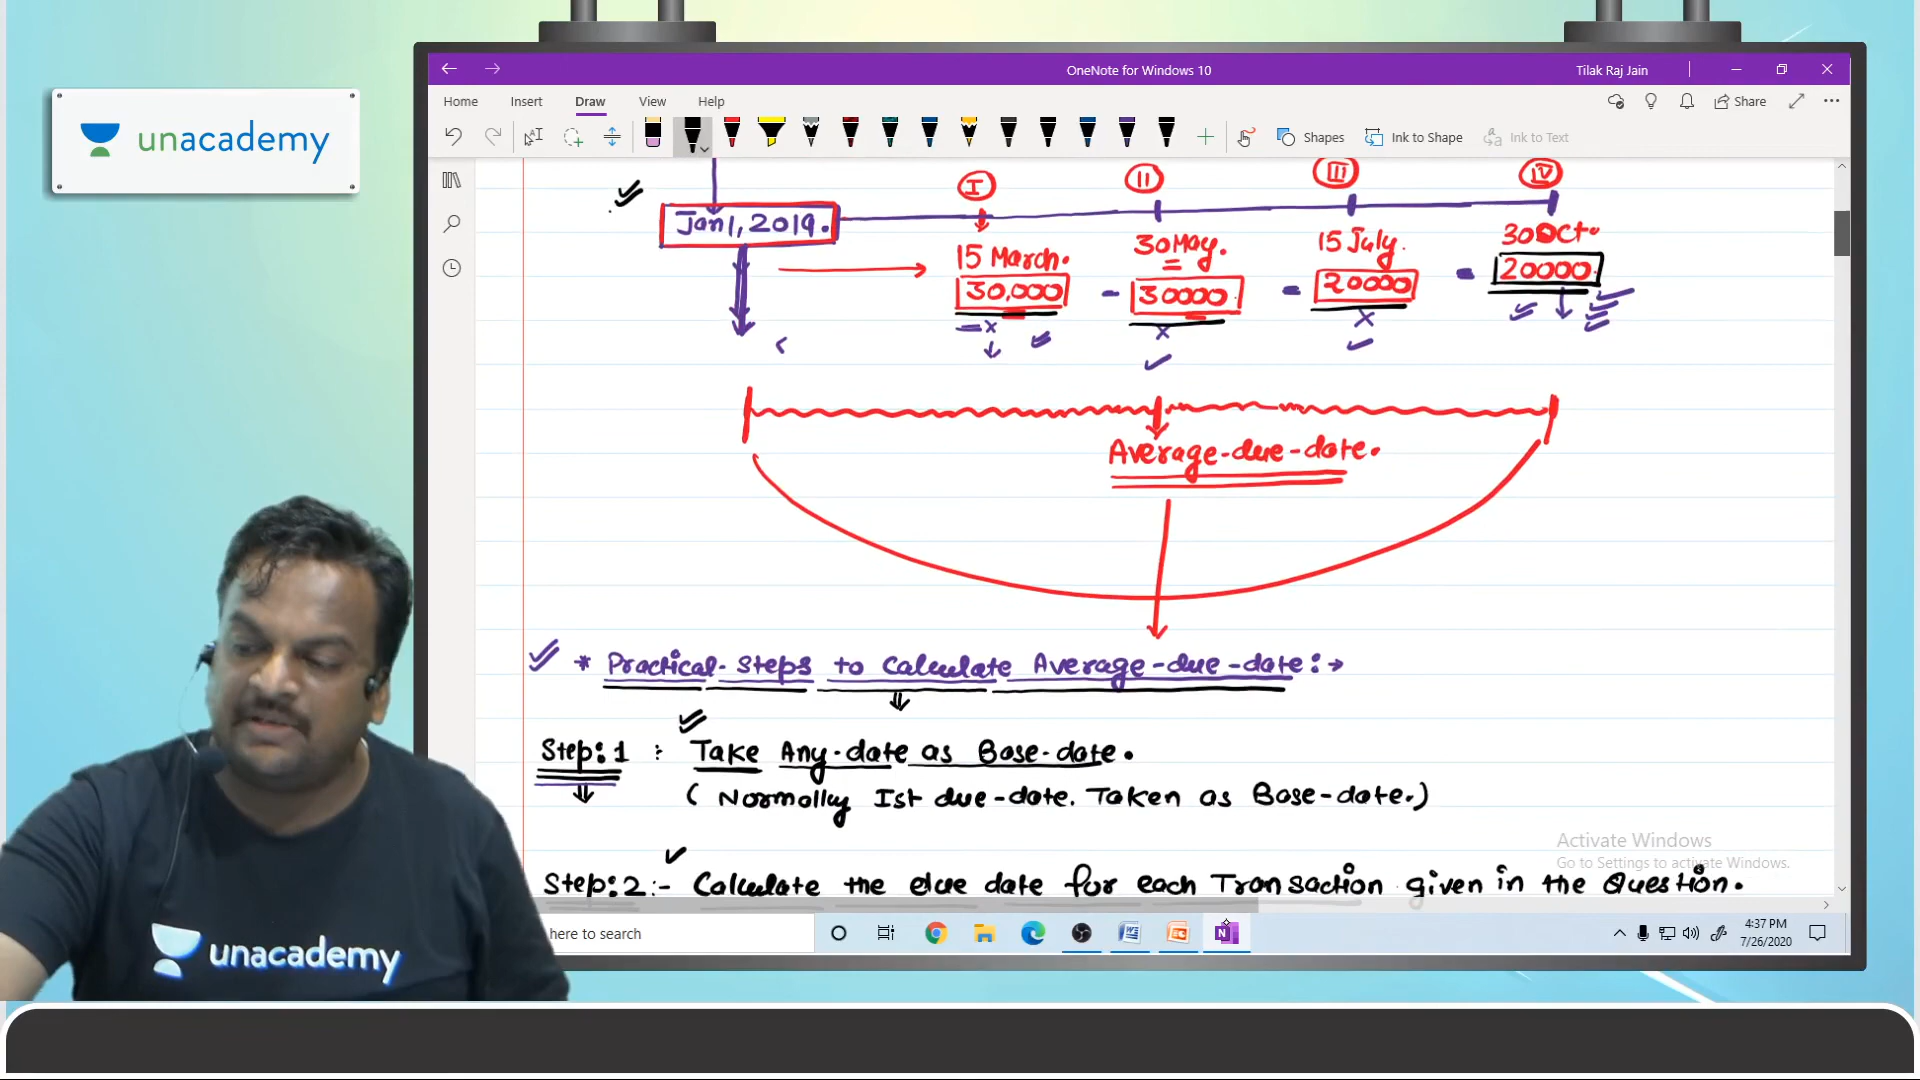 unacademy
OneNote for Windows 10
Tilak Raj Jain
Home Insert Draw View Help
Share
Shapes
Ink to Shape
Ink to Text
I II III IV
Jan 1, 2019.
15 March. 30 May. 15 July. 30 Oct.
30,000 - 30000 - 20000 - 20000
Average-due-date.
* Practical-Steps to Calculate Average-due-date:→
Step:1 : Take Any-date as Base-date.
( Normally Ist due-date. Taken as Base-date.)
Activate Windows
Go to Settings to activate Windows.
Step:2:- Calculate the due date for each Transaction given in the Question.
here to search
4:37 PM
7/26/2020
unacademy